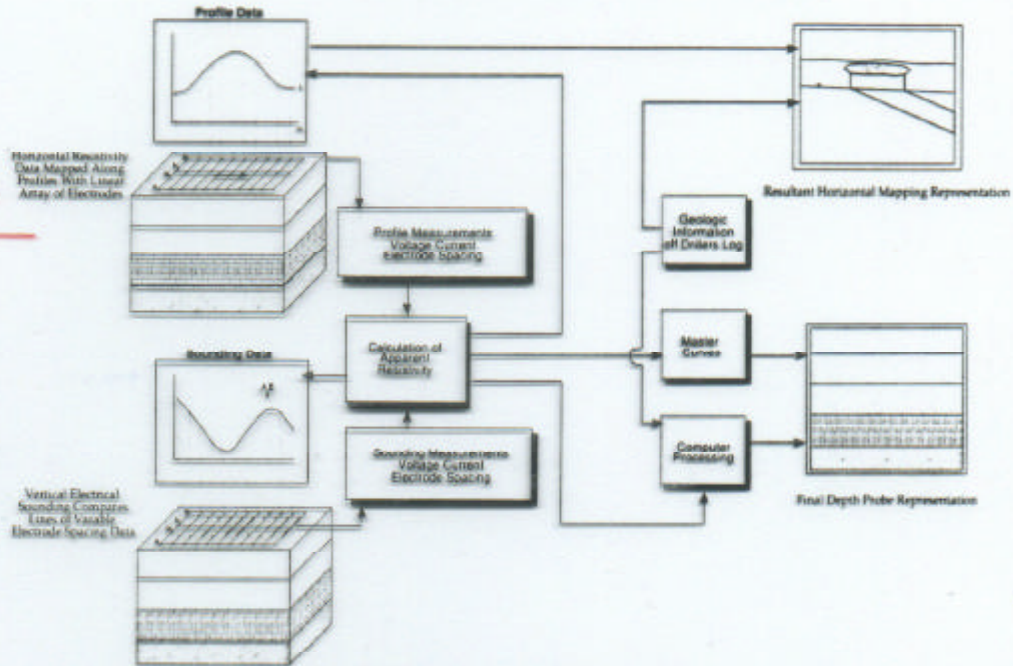 Profile Data
Horizontal Resistivity
Data Mapped Along
Profiles With Linear
Array of Electrodes
Profile Measurements
Voltage Current
Electrode Spacing
Geologic
Information
off Drillers Log
Resultant Horizontal Mapping Representation
Sounding Data
Calculation of
Apparent
Resistivity
Master
Curves
Sounding Measurements
Voltage Current
Electrode Spacing
Computer
Processing
Final Depth Probe Representation
Vertical Electrical
Sounding Compares
Lines of Variable
Electrode Spacing Data